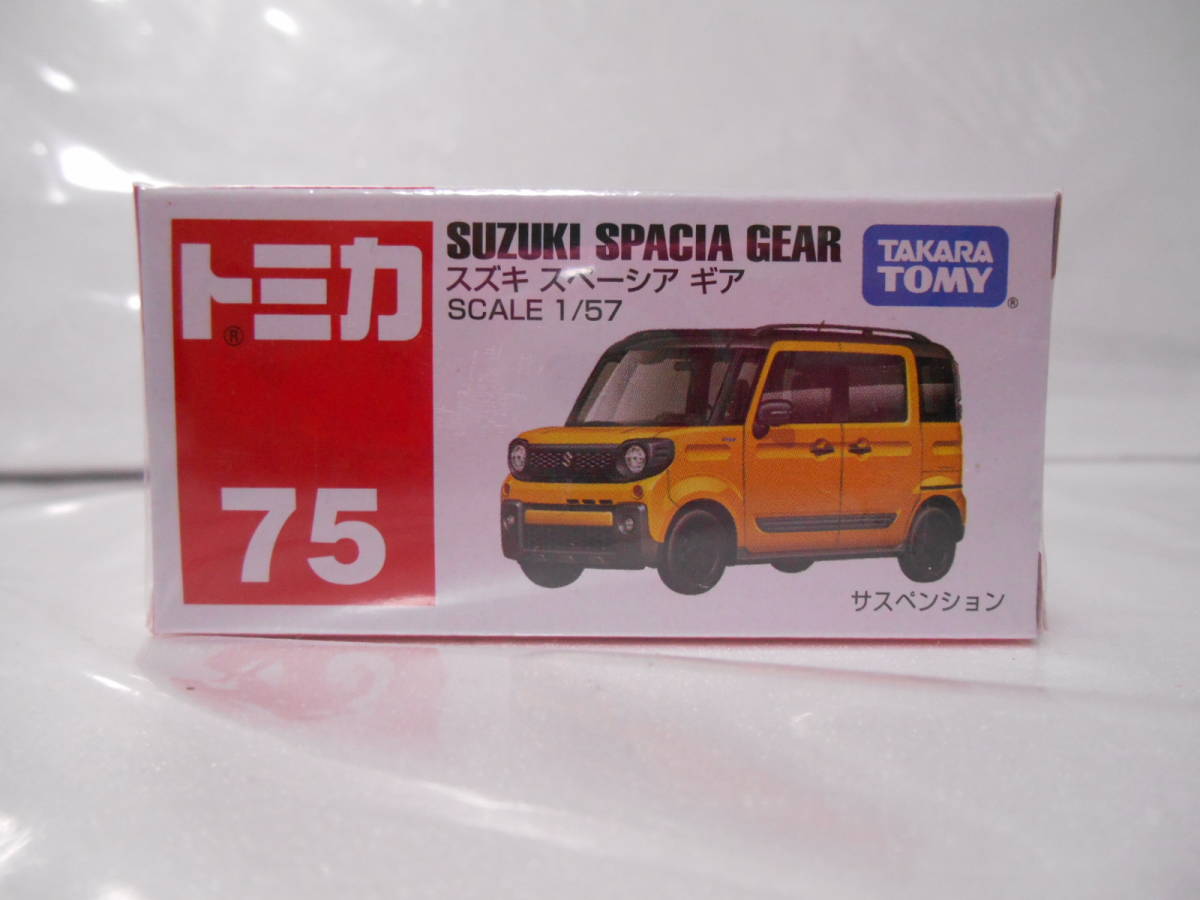 トミカ
®
75
SUZUKI SPACIA GEAR
スズキ スペーシア ギア
SCALE 1/57
TAKARA
TOMY
®
サスペンション